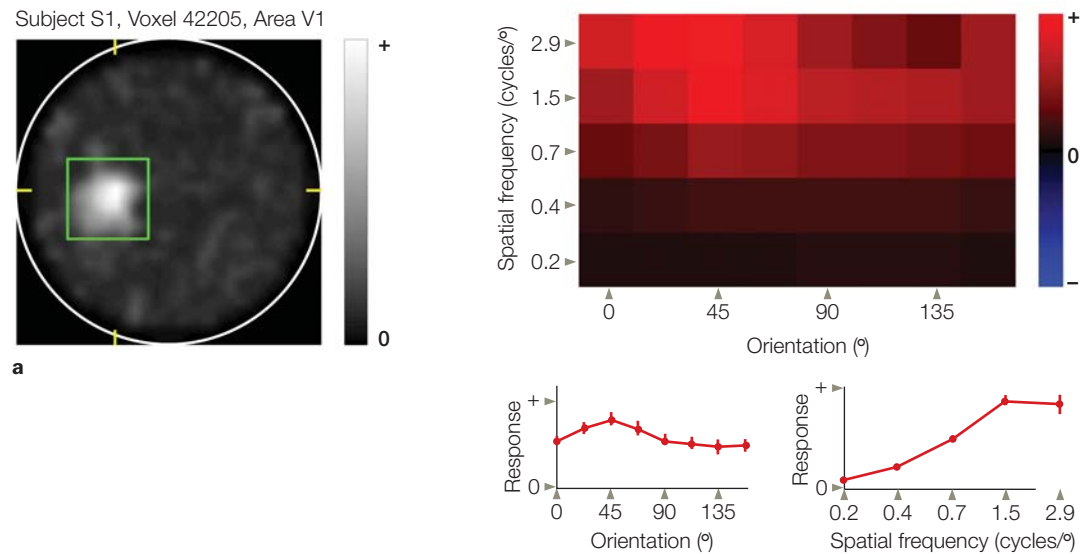 Subject S1, Voxel 42205, Area V1
+
0
a
Spatial frequency (cycles/º)
2.9
1.5
0.7
0.4
0.2
0 45 90 135
Orientation (º)
+
0
–
Response
+
0
0 45 90 135
Orientation (º)
Response
+
0
0.2 0.4 0.7 1.5 2.9
Spatial frequency (cycles/º)